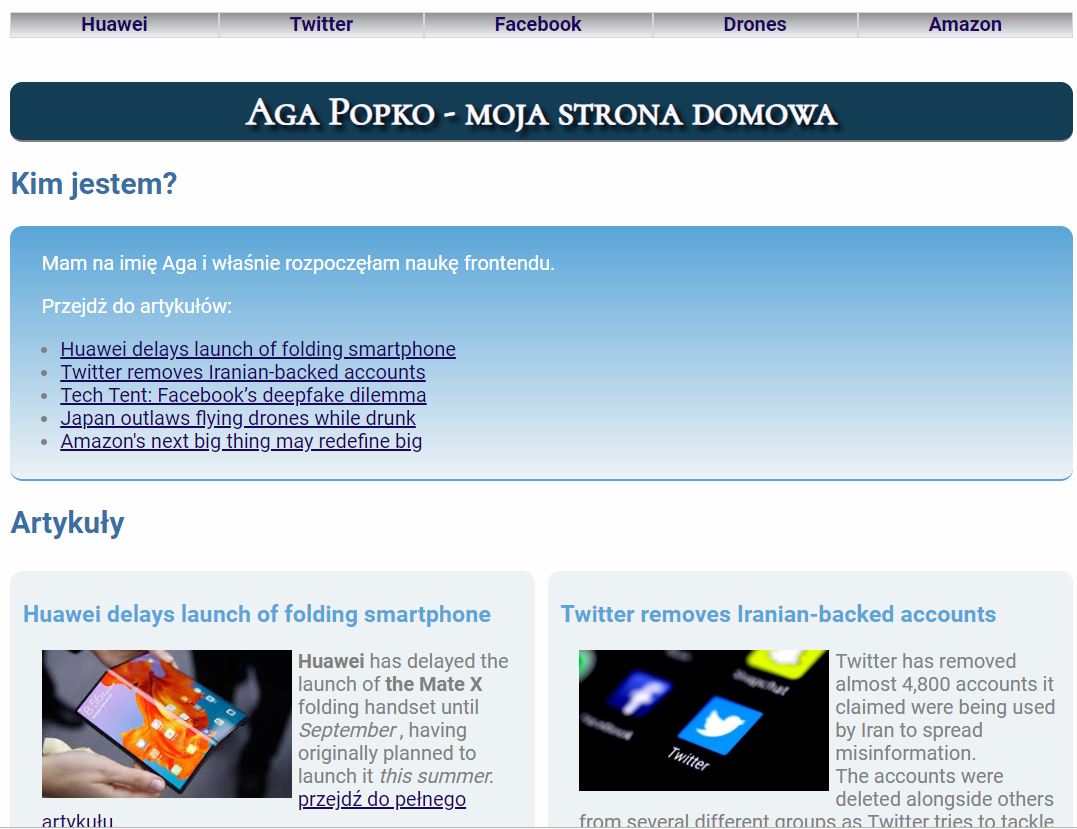 Huawei Twitter Facebook Drones Amazon
Aga Popko - moja strona domowa
Kim jestem?
Mam na imię Aga i właśnie rozpoczęłam naukę frontendu.
Przejdź do artykułów:
Huawei delays launch of folding smartphone
Twitter removes Iranian-backed accounts
Tech Tent: Facebook’s deepfake dilemma
Japan outlaws flying drones while drunk
Amazon's next big thing may redefine big
Artykuły
Huawei delays launch of folding smartphone
Huawei has delayed the
launch of the Mate X
folding handset until
September , having
originally planned to
launch it this summer.
przejdź do pełnego
artykułu
Twitter removes Iranian-backed accounts
Snapchat
Twitter
Twitter has removed
almost 4,800 accounts it
claimed were being used
by Iran to spread
misinformation.
The accounts were
deleted alongside others
from several different groups as Twitter tries to tackle